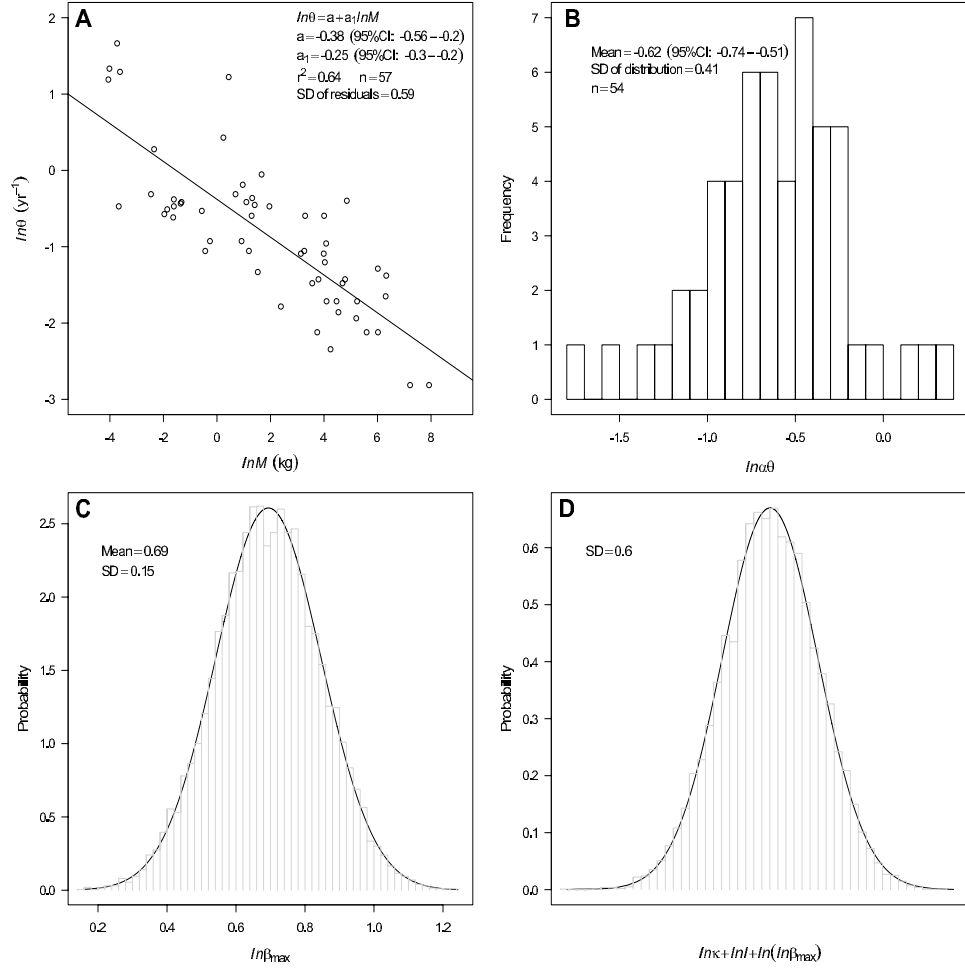 A
lnθ = a + a₁lnM
a = -0.38 (95%CI: -0.56 – -0.2)
a₁ = -0.25 (95%CI: -0.3 – -0.2)
r² = 0.64 n = 57
SD of residuals = 0.59
2
1
0
-1
-2
-3
lnθ (yr⁻¹)
-4 -2 0 2 4 6 8
lnM (kg)
B
Mean = -0.62 (95%CI: -0.74 – -0.51)
SD of distribution = 0.41
n = 54
7
6
5
4
3
2
1
0
Frequency
-1.5 -1.0 -0.5 0.0
lnαθ
C
Mean = 0.69
SD = 0.15
2.5
2.0
1.5
1.0
0.5
0.0
Probability
0.2 0.4 0.6 0.8 1.0 1.2
lnβmax
D
SD = 0.6
0.6
0.5
0.4
0.3
0.2
0.1
0.0
Probability
lnκ + lnl + ln(lnβmax)